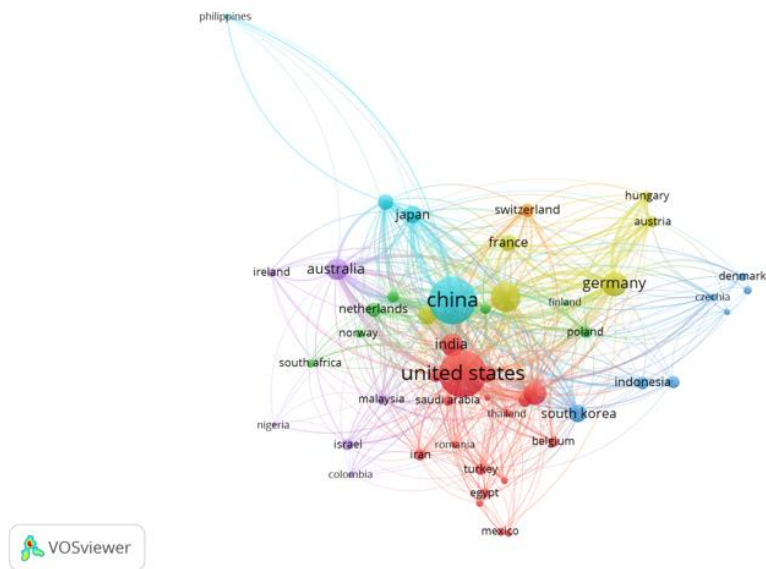 philippines
hungary
switzerland
japan
austria
france
ireland
australia
denmark
germany
czechia
china
finland
netherlands
norway
poland
india
south africa
united states
indonesia
malaysia
saudi arabia
thailand
south korea
nigeria
israel
romania
belgium
iran
colombia
turkey
egypt
mexico
VOSviewer